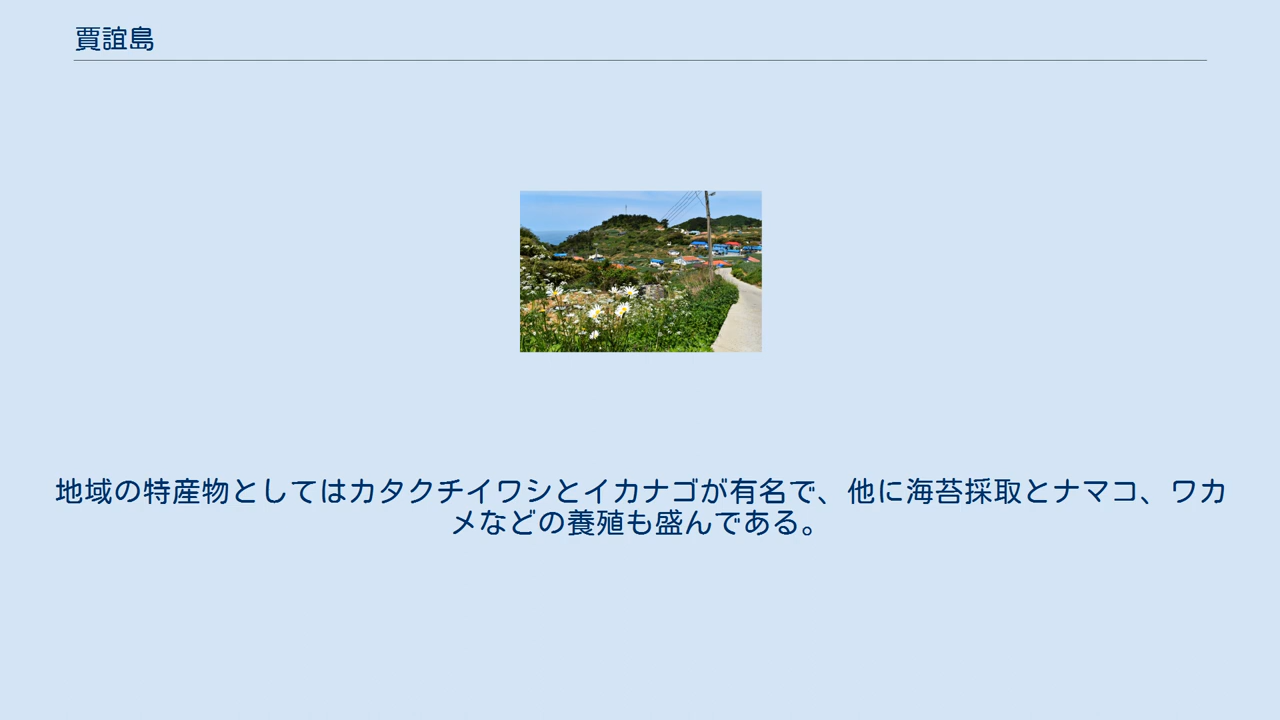 賈誼島
地域の特産物としてはカタクチイワシとイカナゴが有名で、他に海苔採取とナマコ、ワカ
メなどの養殖も盛んである。